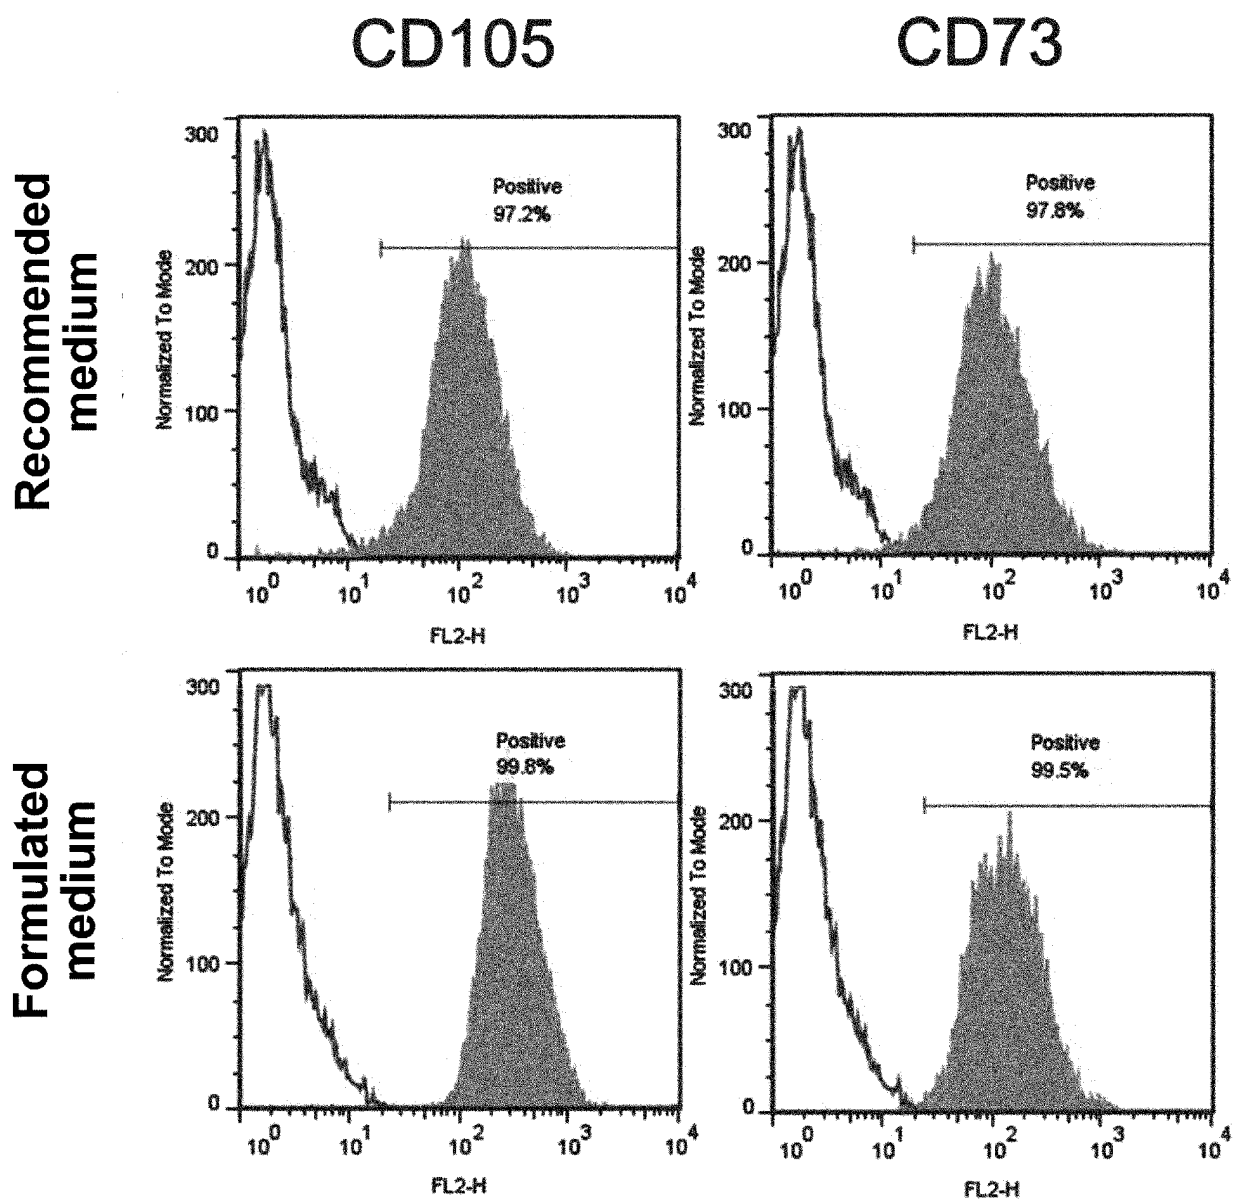 CD105
CD73
Recommended
medium
Normalized To Mode
300
200
100
0
Positive
97.2%
10^0
10^1
10^2
10^3
10^4
FL2-H
Normalized To Mode
300
200
100
0
Positive
97.8%
10^0
10^1
10^2
10^3
10^4
FL2-H
Formulated
medium
Normalized To Mode
300
200
100
0
Positive
99.8%
10^0
10^1
10^2
10^3
10^4
FL2-H
Normalized To Mode
300
200
100
0
Positive
99.5%
10^0
10^1
10^2
10^3
10^4
FL2-H